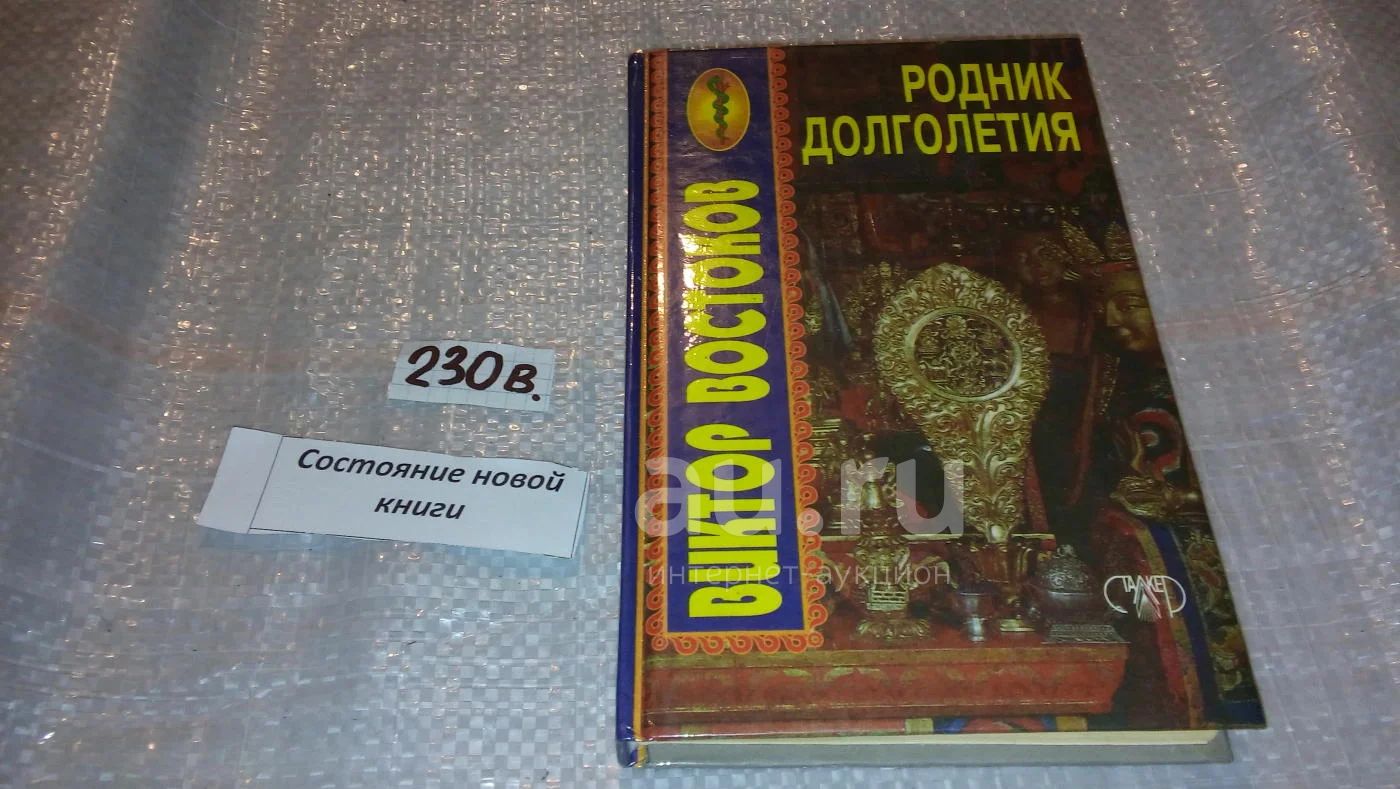 РОДНИК
ДОЛГОЛЕТИЯ
ВИКТОР ВОСТОКОВ
230в.
Состояние новой
книги
au.ru
интернет-аукцион